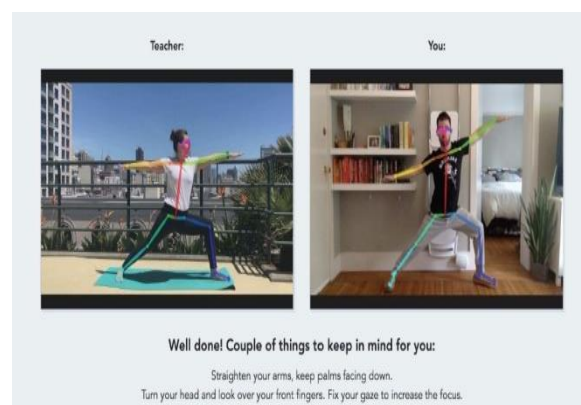 Teacher:
You:
Well done! Couple of things to keep in mind for you:
Straighten your arms, keep palms facing down.
Turn your head and look over your front fingers. Fix your gaze to increase the focus.